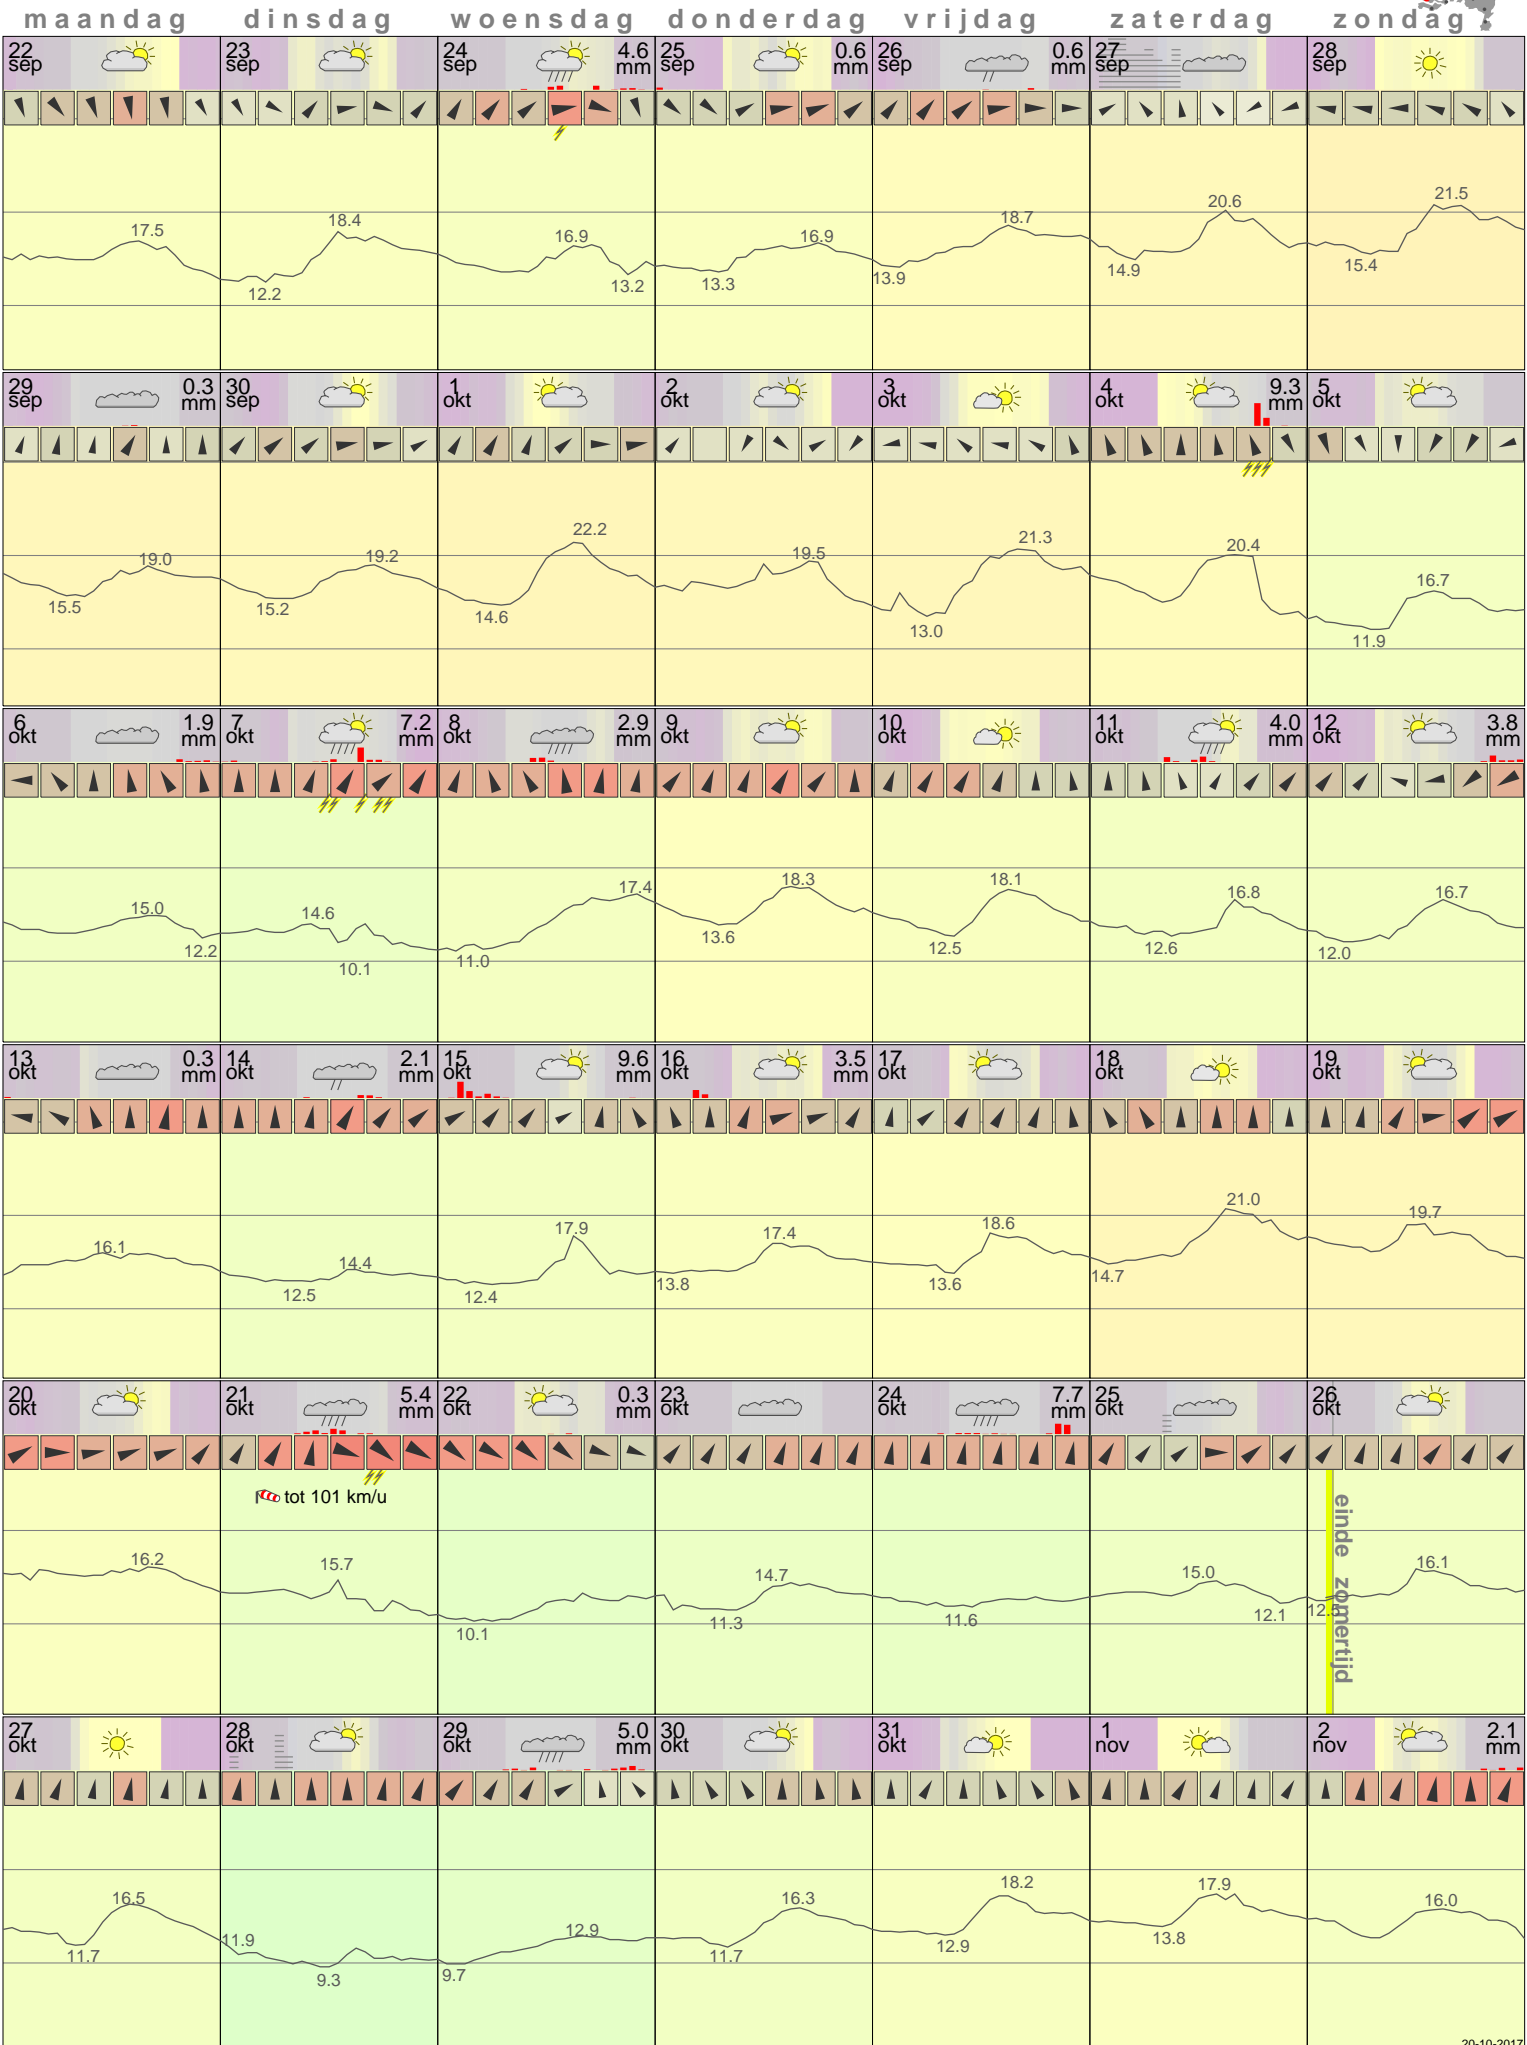 maandag dinsdag woensdag donderdag vrijdag zaterdag zondag
22 sep 23 sep 24 sep 4.6 mm 25 sep 0.6 mm 26 sep 0.6 mm 27 sep 28 sep
17.5 12.2 18.4 16.9 13.2 13.3 16.9 13.9 18.7 14.9 20.6 15.4 21.5
29 sep 0.3 mm 30 sep 1 okt 2 okt 3 okt 4 okt 9.3 mm 5 okt
15.5 19.0 15.2 19.2 14.6 22.2 19.5 13.0 21.3 20.4 11.9 16.7
6 okt 1.9 mm 7 okt 7.2 mm 8 okt 2.9 mm 9 okt 10 okt 11 okt 4.0 mm 12 okt 3.8 mm
15.0 12.2 14.6 10.1 11.0 17.4 13.6 18.3 12.5 18.1 12.6 16.8 12.0 16.7
13 okt 0.3 mm 14 okt 2.1 mm 15 okt 9.6 mm 16 okt 3.5 mm 17 okt 18 okt 19 okt
16.1 12.5 14.4 12.4 17.9 13.8 17.4 13.6 18.6 14.7 21.0 19.7
20 okt 21 okt 5.4 mm 22 okt 0.3 mm 23 okt 24 okt 7.7 mm 25 okt 26 okt
tot 101 km/u
16.2 15.7 10.1 11.3 14.7 11.6 15.0 12.1 16.1
einde zomertijd
27 okt 28 okt 29 okt 5.0 mm 30 okt 31 okt 1 nov 2 nov 2.1 mm
11.7 16.5 11.9 9.3 9.7 12.9 11.7 16.3 12.9 18.2 13.8 17.9 16.0
20-10-2017